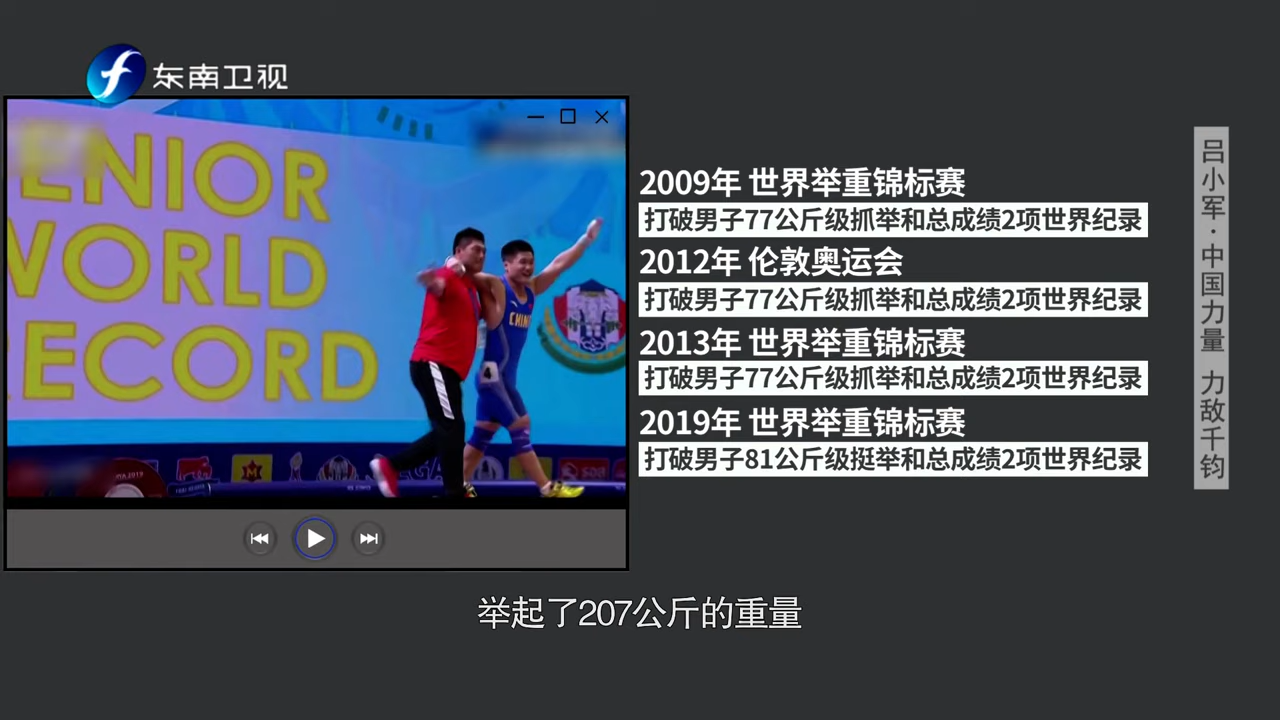 东南卫视
ENIOR
WORLD
RECORD
CHIN
2009年 世界举重锦标赛
打破男子77公斤级抓举和总成绩2项世界纪录
2012年 伦敦奥运会
打破男子77公斤级抓举和总成绩2项世界纪录
2013年 世界举重锦标赛
打破男子77公斤级抓举和总成绩2项世界纪录
2019年 世界举重锦标赛
打破男子81公斤级挺举和总成绩2项世界纪录
吕小军·中国力量 力敌千钧
举起了207公斤的重量